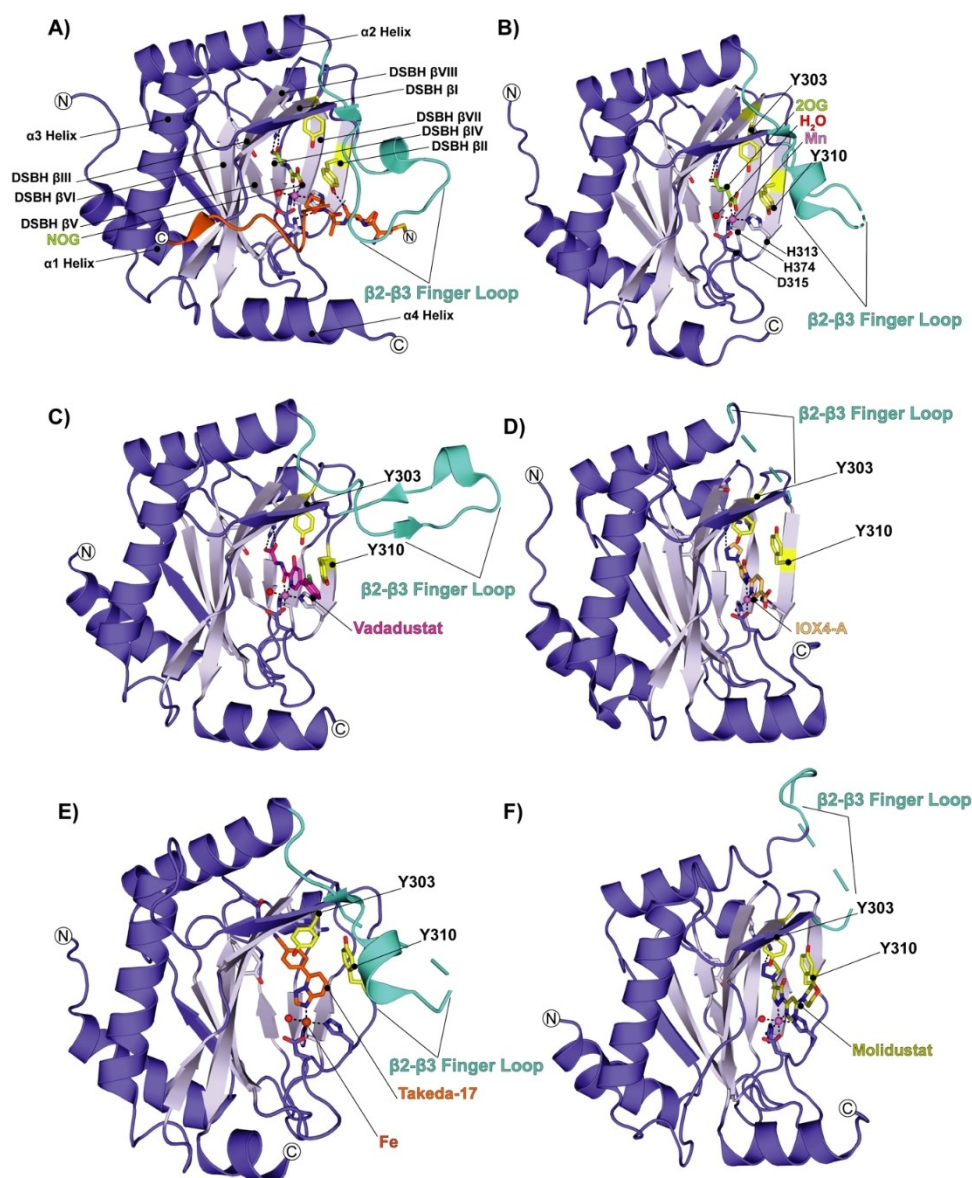 A)
α2 Helix
N
DSBH βVIII
DSBH βI
α3 Helix
DSBH βVII
DSBH βIV
DSBH βII
DSBH βIII
DSBH βVI
DSBH βV
NOG
C
N
α1 Helix
β2-β3 Finger Loop
α4 Helix
C
B)
Y303
N
2OG
H₂O
Mn
Y310
H313
H374
D315
β2-β3 Finger Loop
C
C)
Y303
N
Y310
β2-β3 Finger Loop
Vadadustat
C
D)
β2-β3 Finger Loop
N
Y303
Y310
IOX4-A
C
E)
Y303
N
Y310
β2-β3 Finger Loop
Takeda-17
Fe
C
F)
β2-β3 Finger Loop
Y303
Y310
N
Molidustat
C